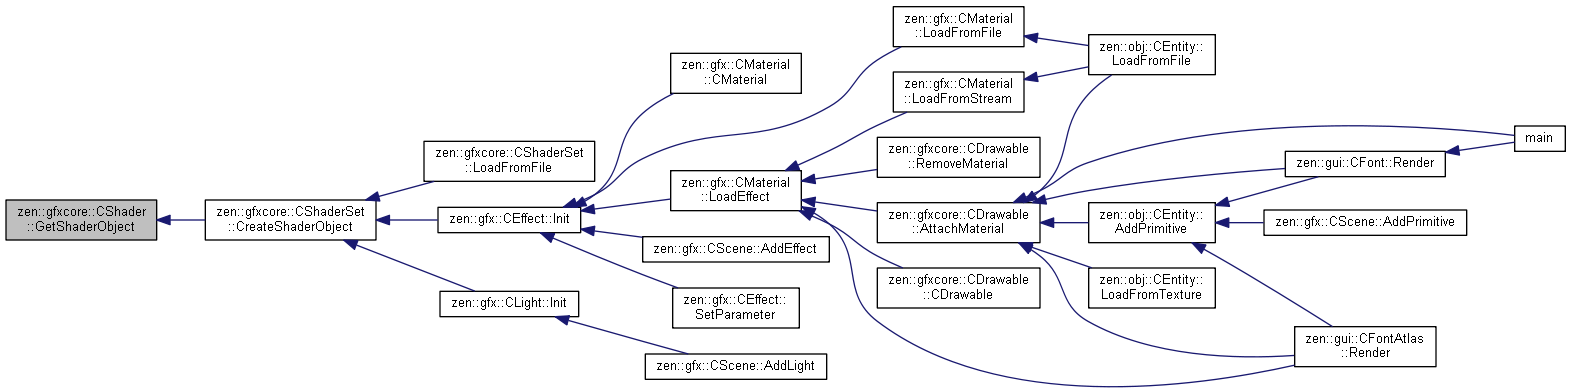 zen::gfxcore::CShader
::GetShaderObject
zen::gfxcore::CShaderSet
::CreateShaderObject
zen::gfxcore::CShaderSet
::LoadFromFile
zen::gfx::CEffect::Init
zen::gfx::CLight::Init
zen::gfx::CMaterial
::CMaterial
zen::gfx::CMaterial
::LoadEffect
zen::gfx::CScene::AddEffect
zen::gfx::CEffect::
SetParameter
zen::gfx::CScene::AddLight
zen::gfx::CMaterial
::LoadFromFile
zen::gfx::CMaterial
::LoadFromStream
zen::gfxcore::CDrawable
::RemoveMaterial
zen::gfxcore::CDrawable
::AttachMaterial
zen::gfxcore::CDrawable
::CDrawable
zen::obj::CEntity::
LoadFromFile
zen::obj::CEntity::
AddPrimitive
zen::obj::CEntity::
LoadFromTexture
zen::gui::CFont::Render
zen::gfx::CScene::AddPrimitive
zen::gui::CFontAtlas
::Render
main